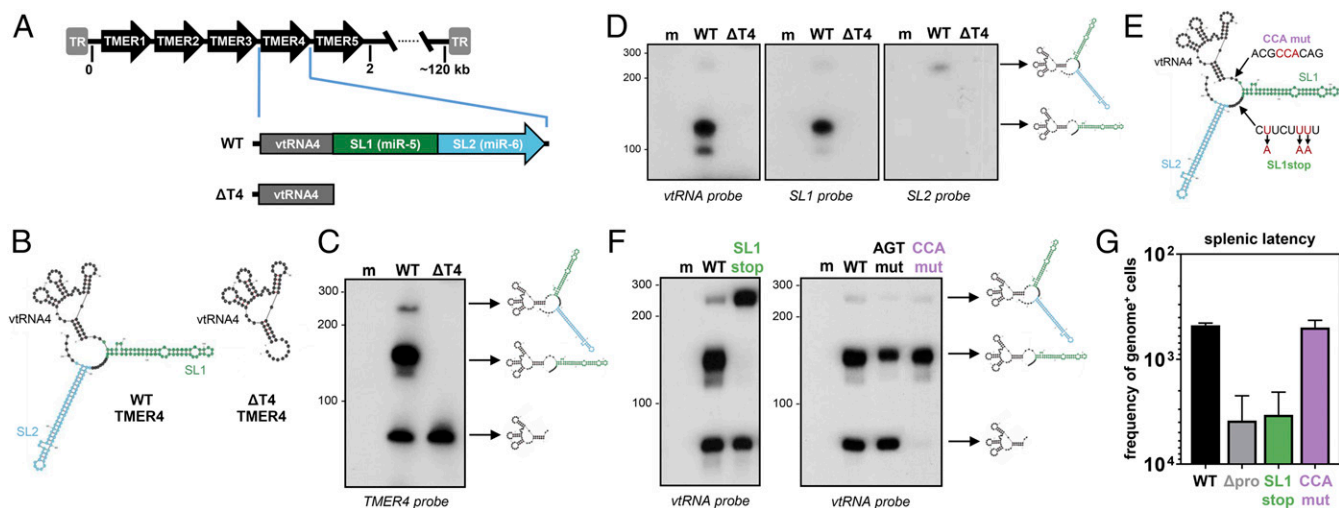 A
TR TMER1 TMER2 TMER3 TMER4 TMER5 TR
0 2 ~120 kb
WT vtRNA4 SL1 (miR-5) SL2 (miR-6)
ΔT4 vtRNA4
B
vtRNA4
SL1
SL2
WT
TMER4
vtRNA4
ΔT4
TMER4
C
m WT ΔT4
300
200
100
TMER4 probe
D
m WT ΔT4 m WT ΔT4 m WT ΔT4
300
200
100
vtRNA probe SL1 probe SL2 probe
E
CCA mut
ACGCCACAG
vtRNA4
SL1
CUUCUUUU
A AA
SL1stop
SL2
F
m WT SL1 stop
300
200
100
vtRNA probe
m WT AGT mut CCA mut
300
200
100
vtRNA probe
G
splenic latency
frequency of genome+ cells
10²
10³
10⁴
WT Δpro SL1 stop CCA mut